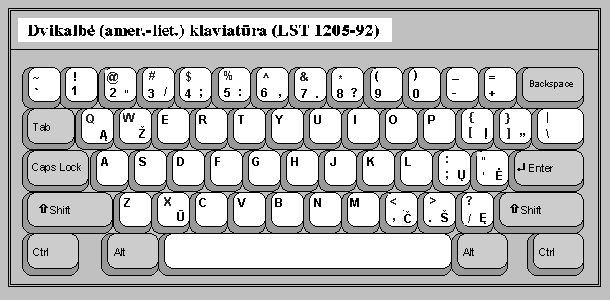 Dvikalbė (amer.-liet.) klaviatūra (LST 1205-92)
~ ` ! 1 @ 2 " # 3 / $ 4 ; % 5 : ^ 6 , & 7 . * 8 ? ( 9 ) 0 _ - = + Backspace
Tab Q Ą W Ž E R T Y U I O P { [ Į } ] „ | \
Caps Lock A S D F G H J K L : ; Ų " ' Ė Enter
Shift Z X Ū C V B N M < , Č > . Š ? / Ę Shift
Ctrl Alt Alt Ctrl